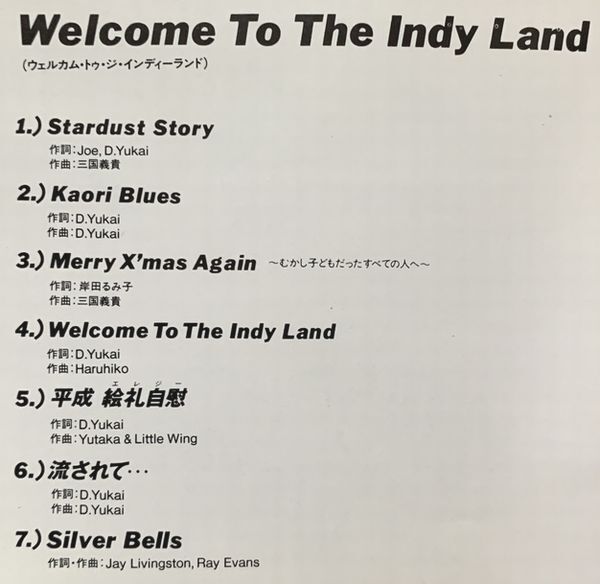 Welcome To The Indy Land
(ウェルカム・トゥ・ジ・インディーランド)
1.) Stardust Story
作詞:Joe, D.Yukai
作曲:三国義貴
2.) Kaori Blues
作詞:D.Yukai
作曲:D.Yukai
3.) Merry X'mas Again ～むかし子どもだったすべての人へ～
作詞:岸田るみ子
作曲:三国義貴
4.) Welcome To The Indy Land
作詞:D.Yukai
作曲:Haruhiko
エレジー
5.) 平成 絵礼自慰
作詞:D.Yukai
作曲:Yutaka & Little Wing
6.) 流されて···
作詞:D.Yukai
作曲:D.Yukai
7.) Silver Bells
作詞・作曲:Jay Livingston, Ray Evans